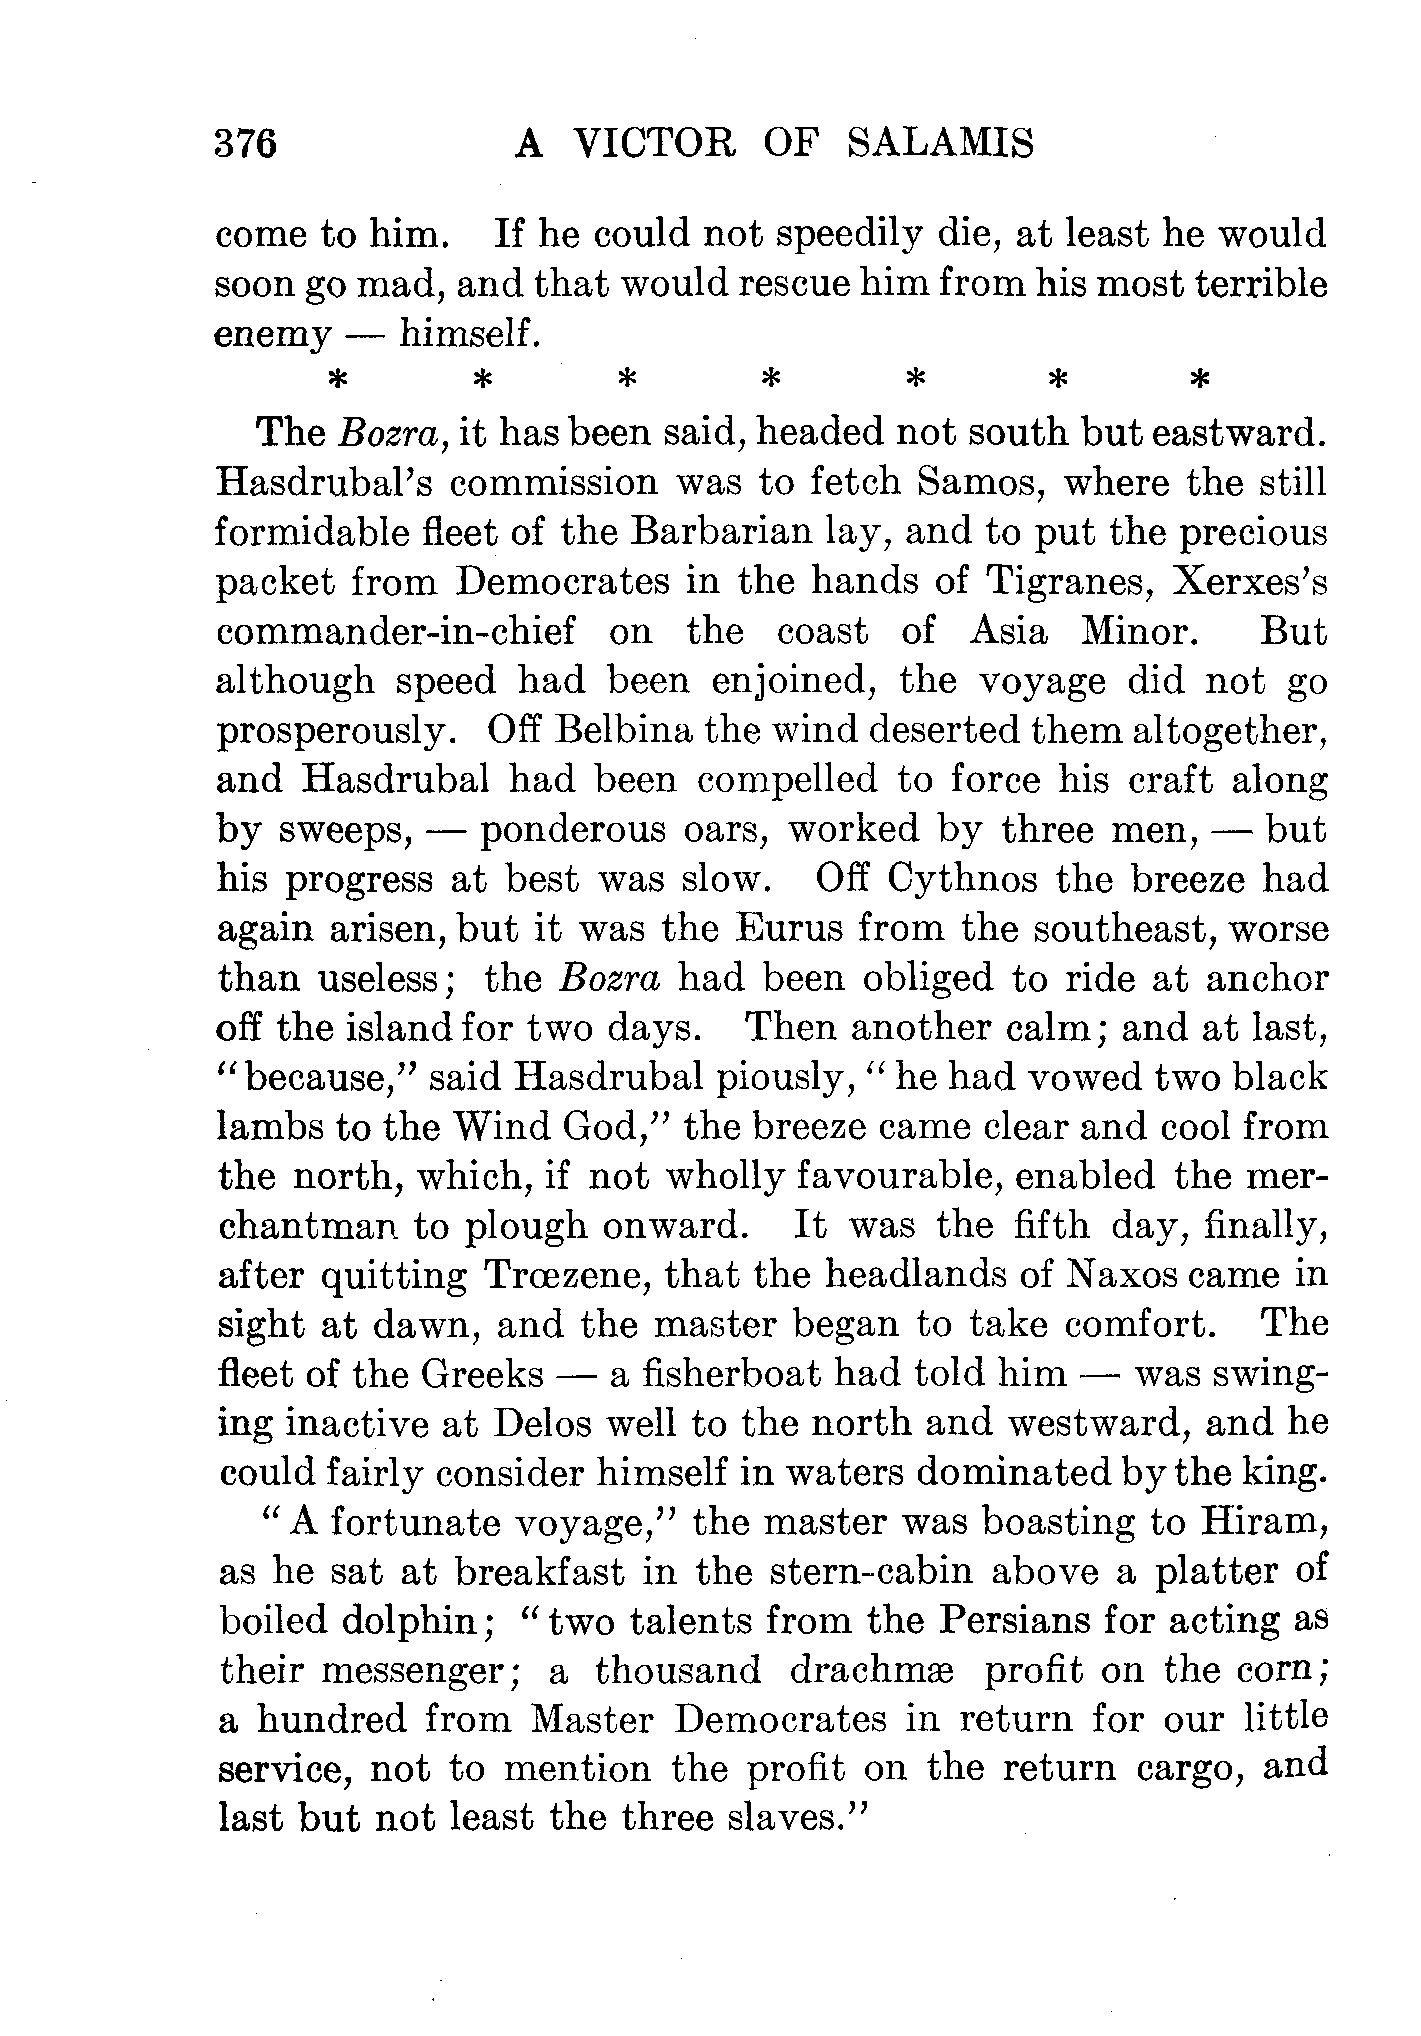 376 A VICTOR OF SALAMIS
come to him. If he could not speedily die, at least he would
soon go mad, and that would rescue him from his most terrible
enemy — himself.
* * * * * * *
The Bozra, it has been said, headed not south but eastward.
Hasdrubal's commission was to fetch Samos, where the still
formidable fleet of the Barbarian lay, and to put the precious
packet from Democrates in the hands of Tigranes, Xerxes's
commander-in-chief on the coast of Asia Minor. But
although speed had been enjoined, the voyage did not go
prosperously. Off Belbina the wind deserted them altogether,
and Hasdrubal had been compelled to force his craft along
by sweeps, — ponderous oars, worked by three men, — but
his progress at best was slow. Off Cythnos the breeze had
again arisen, but it was the Eurus from the southeast, worse
than useless; the Bozra had been obliged to ride at anchor
off the island for two days. Then another calm; and at last,
"because," said Hasdrubal piously, "he had vowed two black
lambs to the Wind God," the breeze came clear and cool from
the north, which, if not wholly favourable, enabled the mer-
chantman to plough onward. It was the fifth day, finally,
after quitting Trœzene, that the headlands of Naxos came in
sight at dawn, and the master began to take comfort. The
fleet of the Greeks — a fisherboat had told him — was swing-
ing inactive at Delos well to the north and westward, and he
could fairly consider himself in waters dominated by the king.
"A fortunate voyage," the master was boasting to Hiram,
as he sat at breakfast in the stern-cabin above a platter of
boiled dolphin; "two talents from the Persians for acting as
their messenger; a thousand drachmæ profit on the corn;
a hundred from Master Democrates in return for our little
service, not to mention the profit on the return cargo, and
last but not least the three slaves."